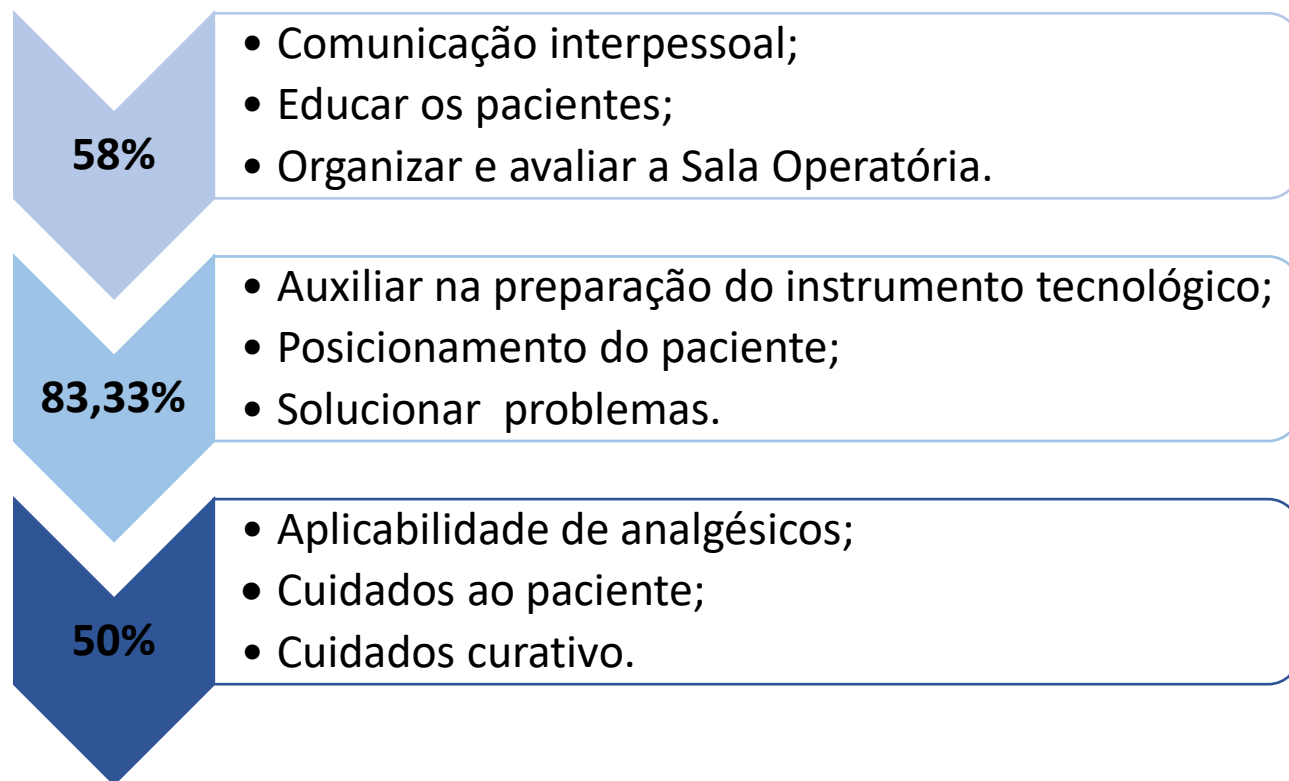 58%
• Comunicação interpessoal;
• Educar os pacientes;
• Organizar e avaliar a Sala Operatória.
83,33%
• Auxiliar na preparação do instrumento tecnológico;
• Posicionamento do paciente;
• Solucionar  problemas.
50%
• Aplicabilidade de analgésicos;
• Cuidados ao paciente;
• Cuidados curativo.